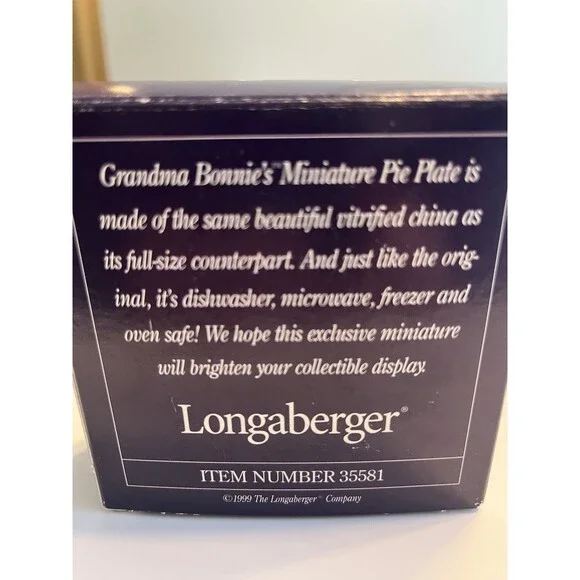 Grandma Bonnie's™ Miniature Pie Plate is
made of the same beautiful vitrified china as
its full-size counterpart. And just like the orig-
inal, it's dishwasher, microwave, freezer and
oven safe! We hope this exclusive miniature
will brighten your collectible display.
Longaberger®
ITEM NUMBER 35581
©1999 The Longaberger™ Company